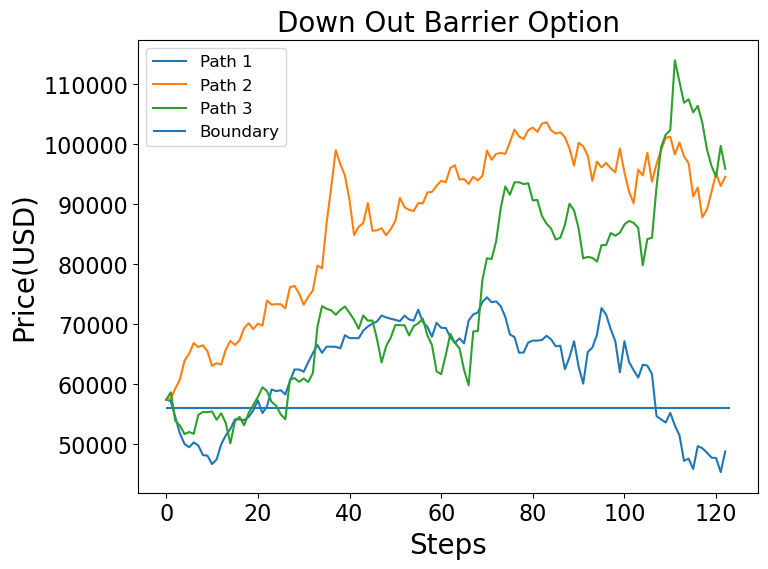 Down Out Barrier Option
Path 1
Path 2
Path 3
Boundary
110000
100000
90000
80000
70000
60000
50000
Price(USD)
0 20 40 60 80 100 120
Steps